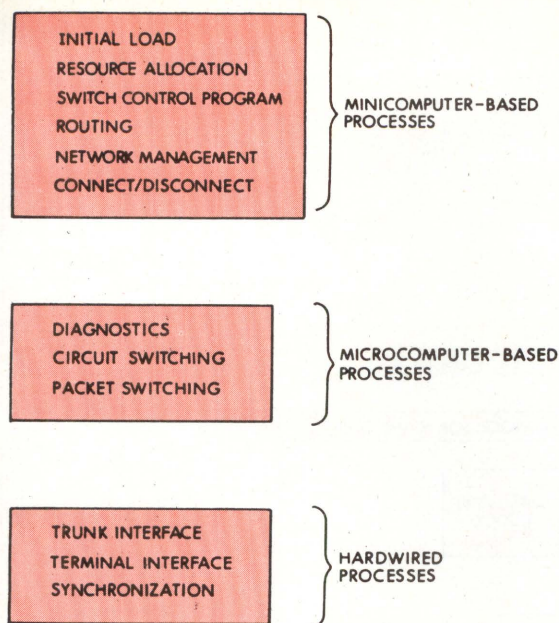 INITIAL LOAD
RESOURCE ALLOCATION
SWITCH CONTROL PROGRAM
ROUTING
NETWORK MANAGEMENT
CONNECT/DISCONNECT
MINICOMPUTER-BASED
PROCESSES
DIAGNOSTICS
CIRCUIT SWITCHING
PACKET SWITCHING
MICROCOMPUTER-BASED
PROCESSES
TRUNK INTERFACE
TERMINAL INTERFACE
SYNCHRONIZATION
HARDWIRED
PROCESSES